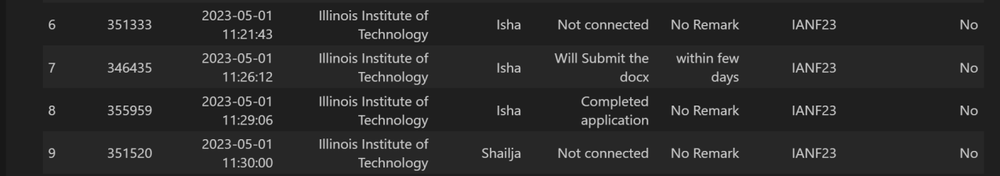 6 351333 2023-05-01 11:21:43 Illinois Institute of Technology Isha Not connected No Remark IANF23 No
7 346435 2023-05-01 11:26:12 Illinois Institute of Technology Isha Will Submit the docx within few days IANF23 No
8 355959 2023-05-01 11:29:06 Illinois Institute of Technology Isha Completed application No Remark IANF23 No
9 351520 2023-05-01 11:30:00 Illinois Institute of Technology Shailja Not connected No Remark IANF23 No